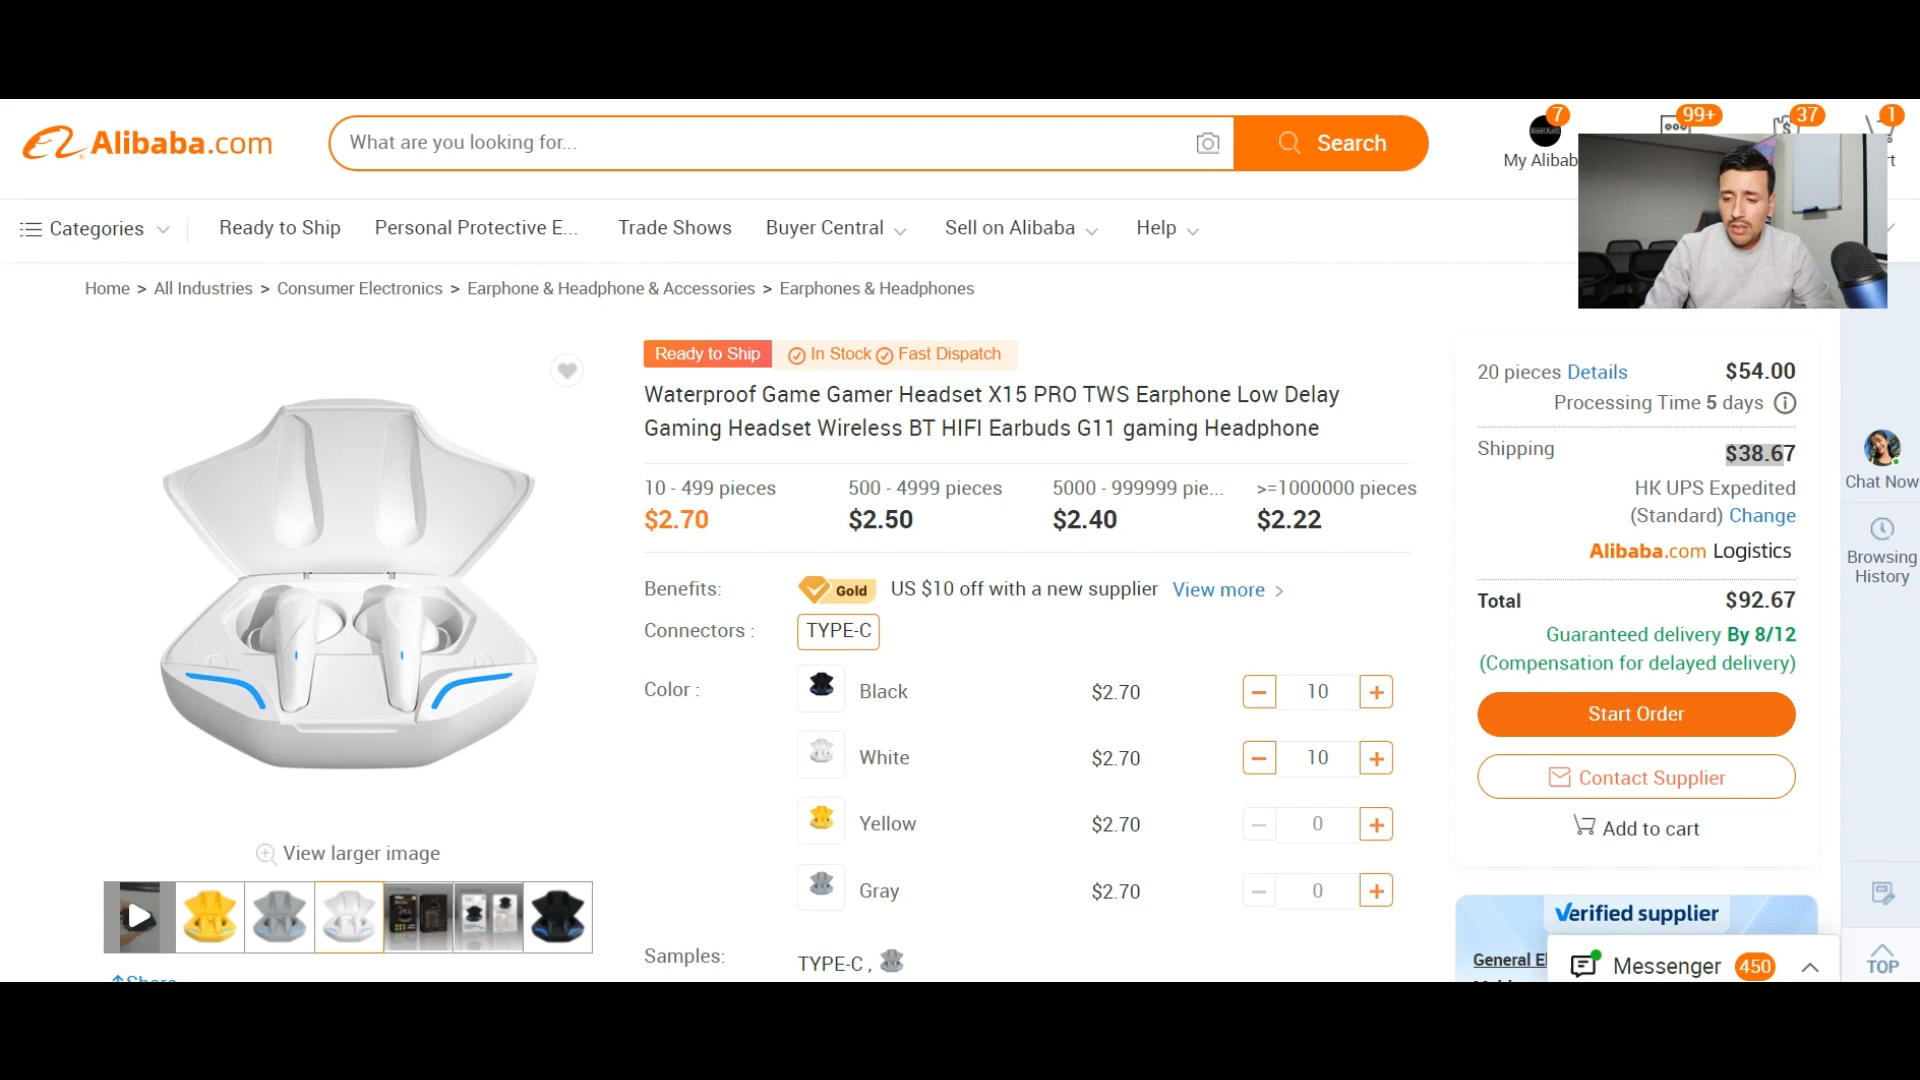 Alibaba.com
What are you looking for...
Search
7
99+
37
1
My Alibab
Categories
Ready to Ship
Personal Protective E...
Trade Shows
Buyer Central
Sell on Alibaba
Help
Home > All Industries > Consumer Electronics > Earphone & Headphone & Accessories > Earphones & Headphones
Ready to Ship
In Stock
Fast Dispatch
Waterproof Game Gamer Headset X15 PRO TWS Earphone Low Delay
Gaming Headset Wireless BT HIFI Earbuds G11 gaming Headphone
10 - 499 pieces
$2.70
500 - 4999 pieces
$2.50
5000 - 999999 pie...
$2.40
>=1000000 pieces
$2.22
Benefits:
Gold
US $10 off with a new supplier
View more >
Connectors :
TYPE-C
Color :
Black
$2.70
− 10 +
White
$2.70
− 10 +
Yellow
$2.70
− 0 +
Gray
$2.70
− 0 +
Samples:
TYPE-C ,
View larger image
Share
20 pieces Details
$54.00
Processing Time 5 days
Shipping
$38.67
HK UPS Expedited
(Standard) Change
Alibaba.com Logistics
Total
$92.67
Guaranteed delivery By 8/12
(Compensation for delayed delivery)
Start Order
Contact Supplier
Add to cart
Verified supplier
General El
Messenger 450
Chat Now
Browsing
History
TOP